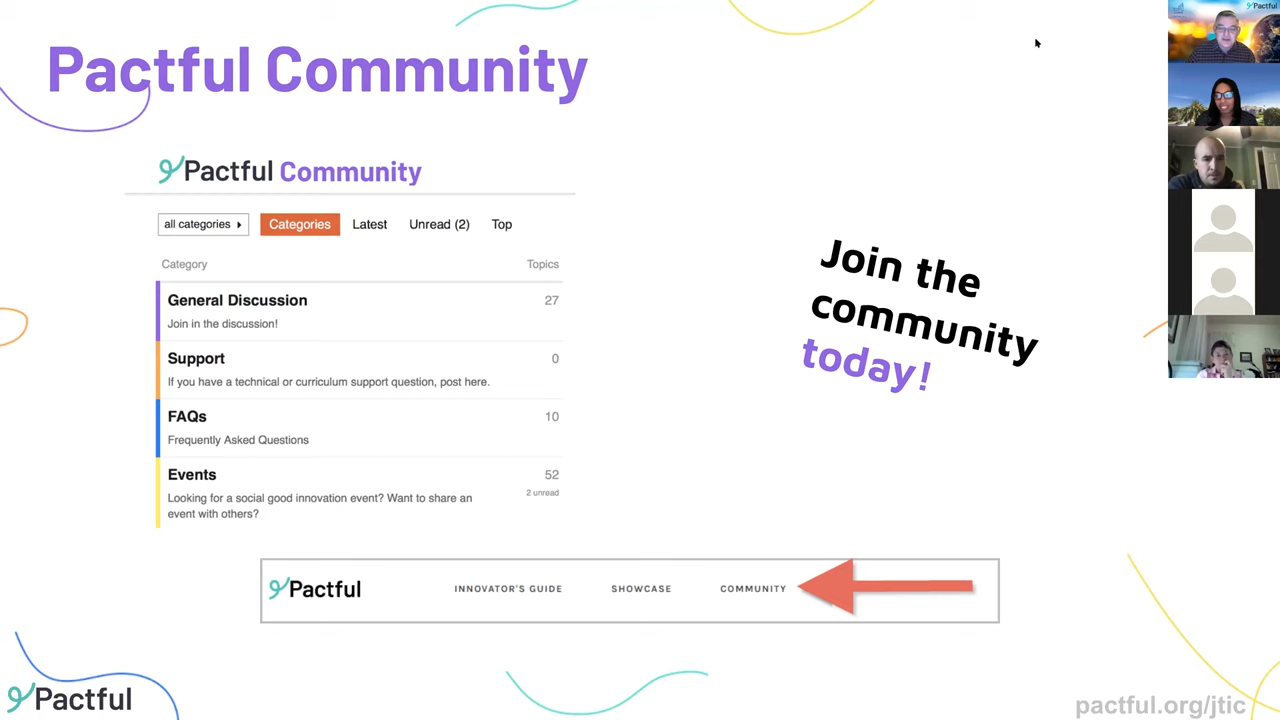 Pactful Community
Pactful
Pactful Community
all categories
Categories
Latest
Unread (2)
Top
Category
Topics
General Discussion
27
Join in the discussion!
Support
0
If you have a technical or curriculum support question, post here.
FAQs
10
Frequently Asked Questions
Events
52
Looking for a social good innovation event? Want to share an
2 unread
event with others?
Join the
community
today!
Pactful
INNOVATOR'S GUIDE
SHOWCASE
COMMUNITY
Pactful
pactful.org/jtic